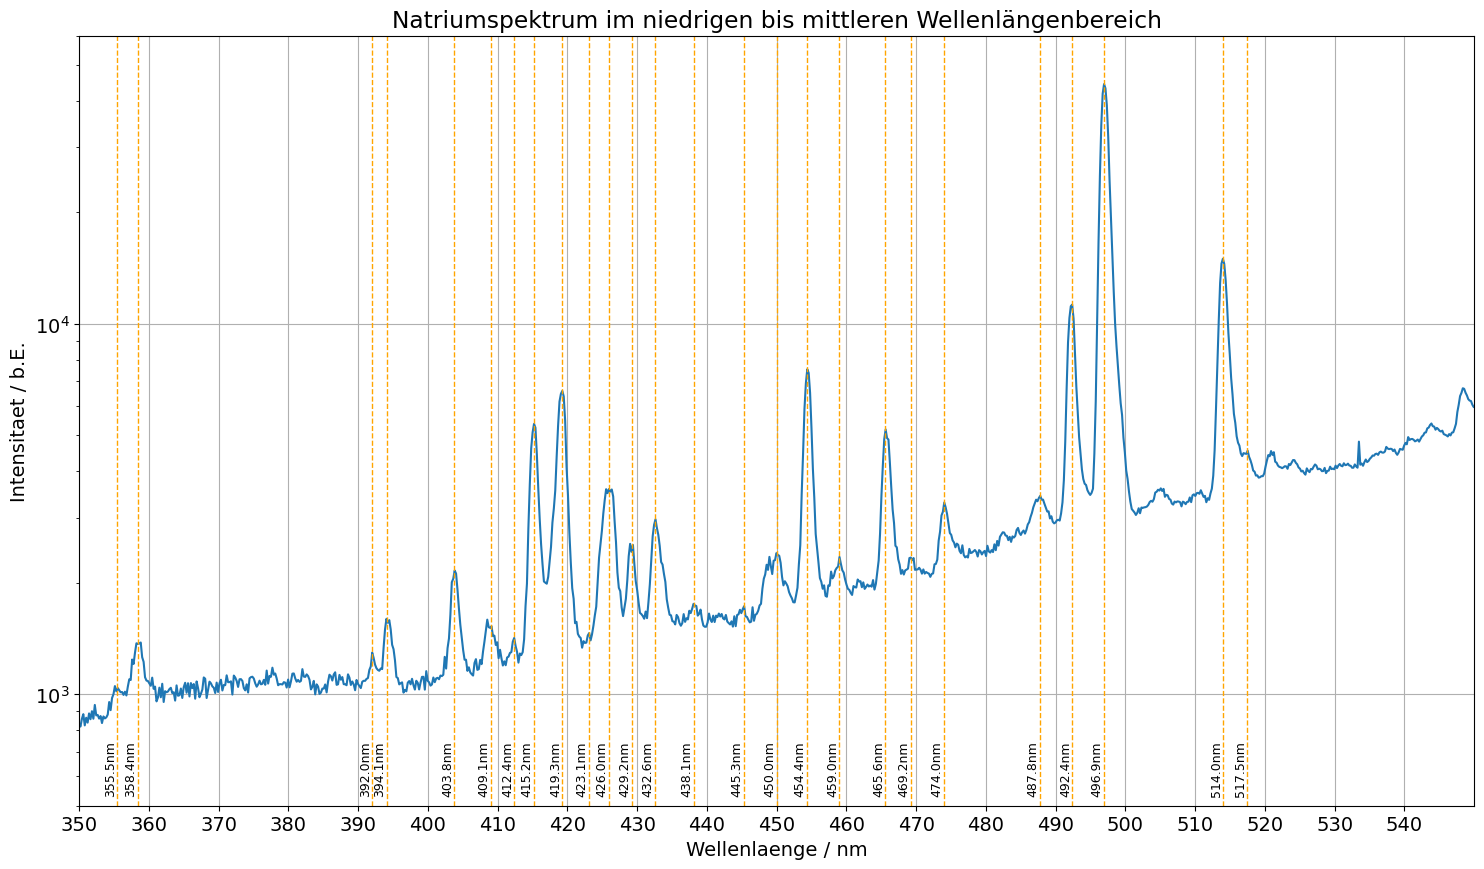 Natriumspektrum im niedrigen bis mittleren Wellenlängenbereich
Intensitaet / b.E.
10⁴
10³
355.5nm
358.4nm
392.0nm
394.1nm
403.8nm
409.1nm
412.4nm
415.2nm
419.3nm
423.1nm
426.0nm
429.2nm
432.6nm
438.1nm
445.3nm
450.0nm
454.4nm
459.0nm
465.6nm
469.2nm
474.0nm
487.8nm
492.4nm
496.9nm
514.0nm
517.5nm
350 360 370 380 390 400 410 420 430 440 450 460 470 480 490 500 510 520 530 540
Wellenlaenge / nm